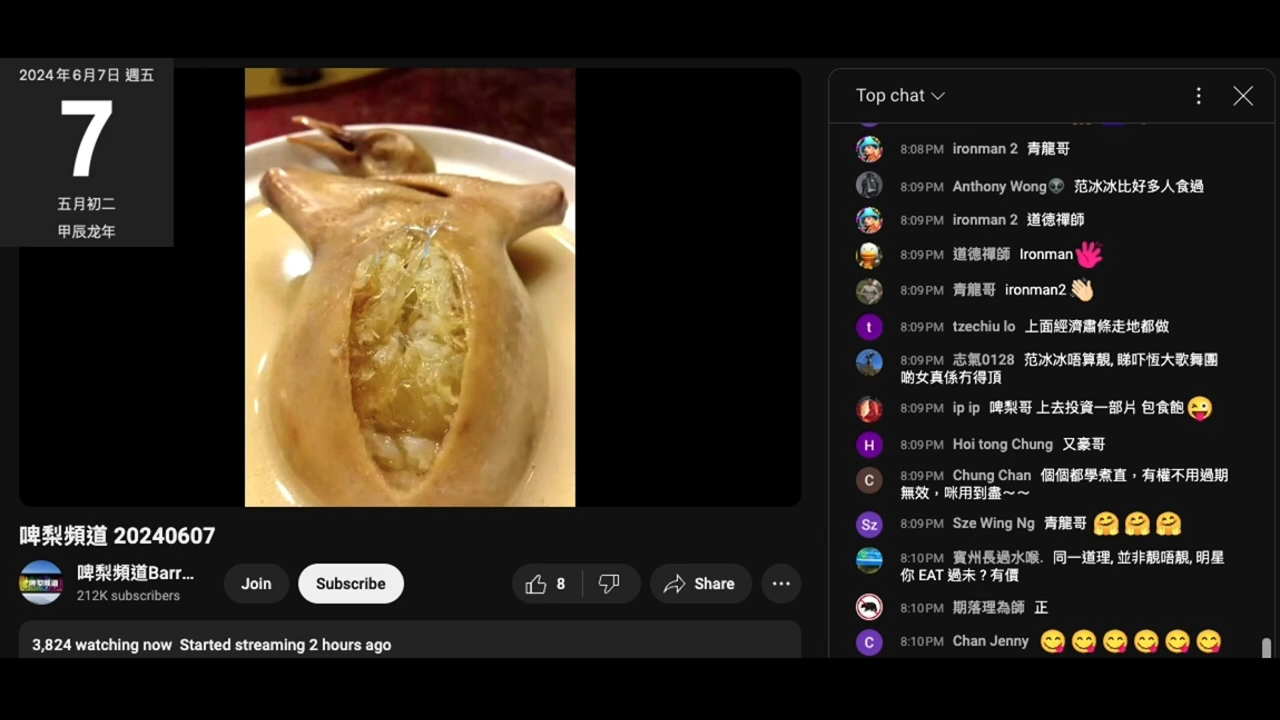 2024年6月7日 週五
7
五月初二
甲辰龙年
啤梨頻道 20240607
啤梨頻道
啤梨頻道Barr...
212K subscribers
Join
Subscribe
8
Share
3,824 watching now Started streaming 2 hours ago
Top chat
8:08PM ironman 2 青龍哥
8:09PM Anthony Wong👽 范冰冰比好多人食過
8:09PM ironman 2 道德禪師
8:09PM 道德禪師 Ironman
8:09PM 青龍哥 ironman2👏🏻
t
8:09PM tzechiu lo 上面經濟肅條走地都做
8:09PM 志氣0128 范冰冰唔算靚, 睇吓恆大歌舞團
啲女真係冇得頂
8:09PM ip ip 啤梨哥 上去投資一部片 包食飽😜
H
8:09PM Hoi tong Chung 又豪哥
C
8:09PM Chung Chan 個個都學煮直，有權不用過期
無效，咪用到盡～～
Sz
8:09PM Sze Wing Ng 青龍哥 🤗🤗🤗
8:10PM 賓州長過水喉. 同一道理, 並非靚唔靚, 明星
你 EAT 過未？有價
8:10PM 期落理為師 正
C
8:10PM Chan Jenny 😋😋😋😋😋😋